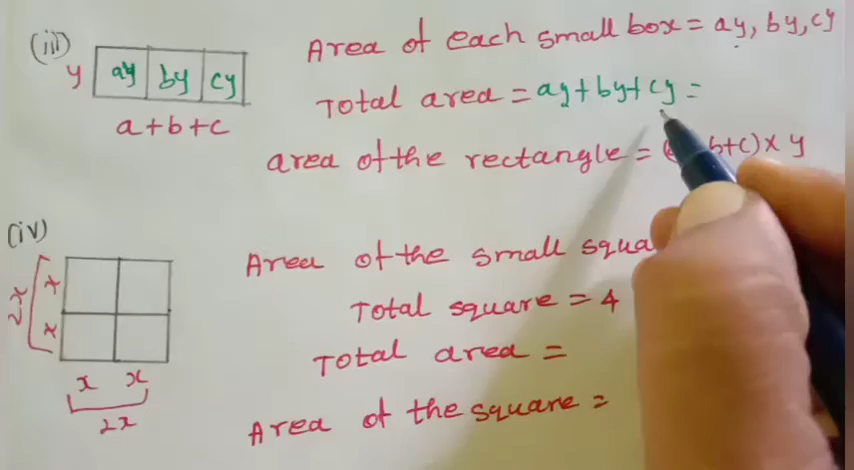 (iii)
y ay by cy
a+b+c
Area of each small box = ay, by, cy
Total area = ay + by + cy =
area of the rectangle = b+c) x y
(iv)
2x x x
x x
2x
Area of the small squa
Total square = 4
Total area =
Area of the square =